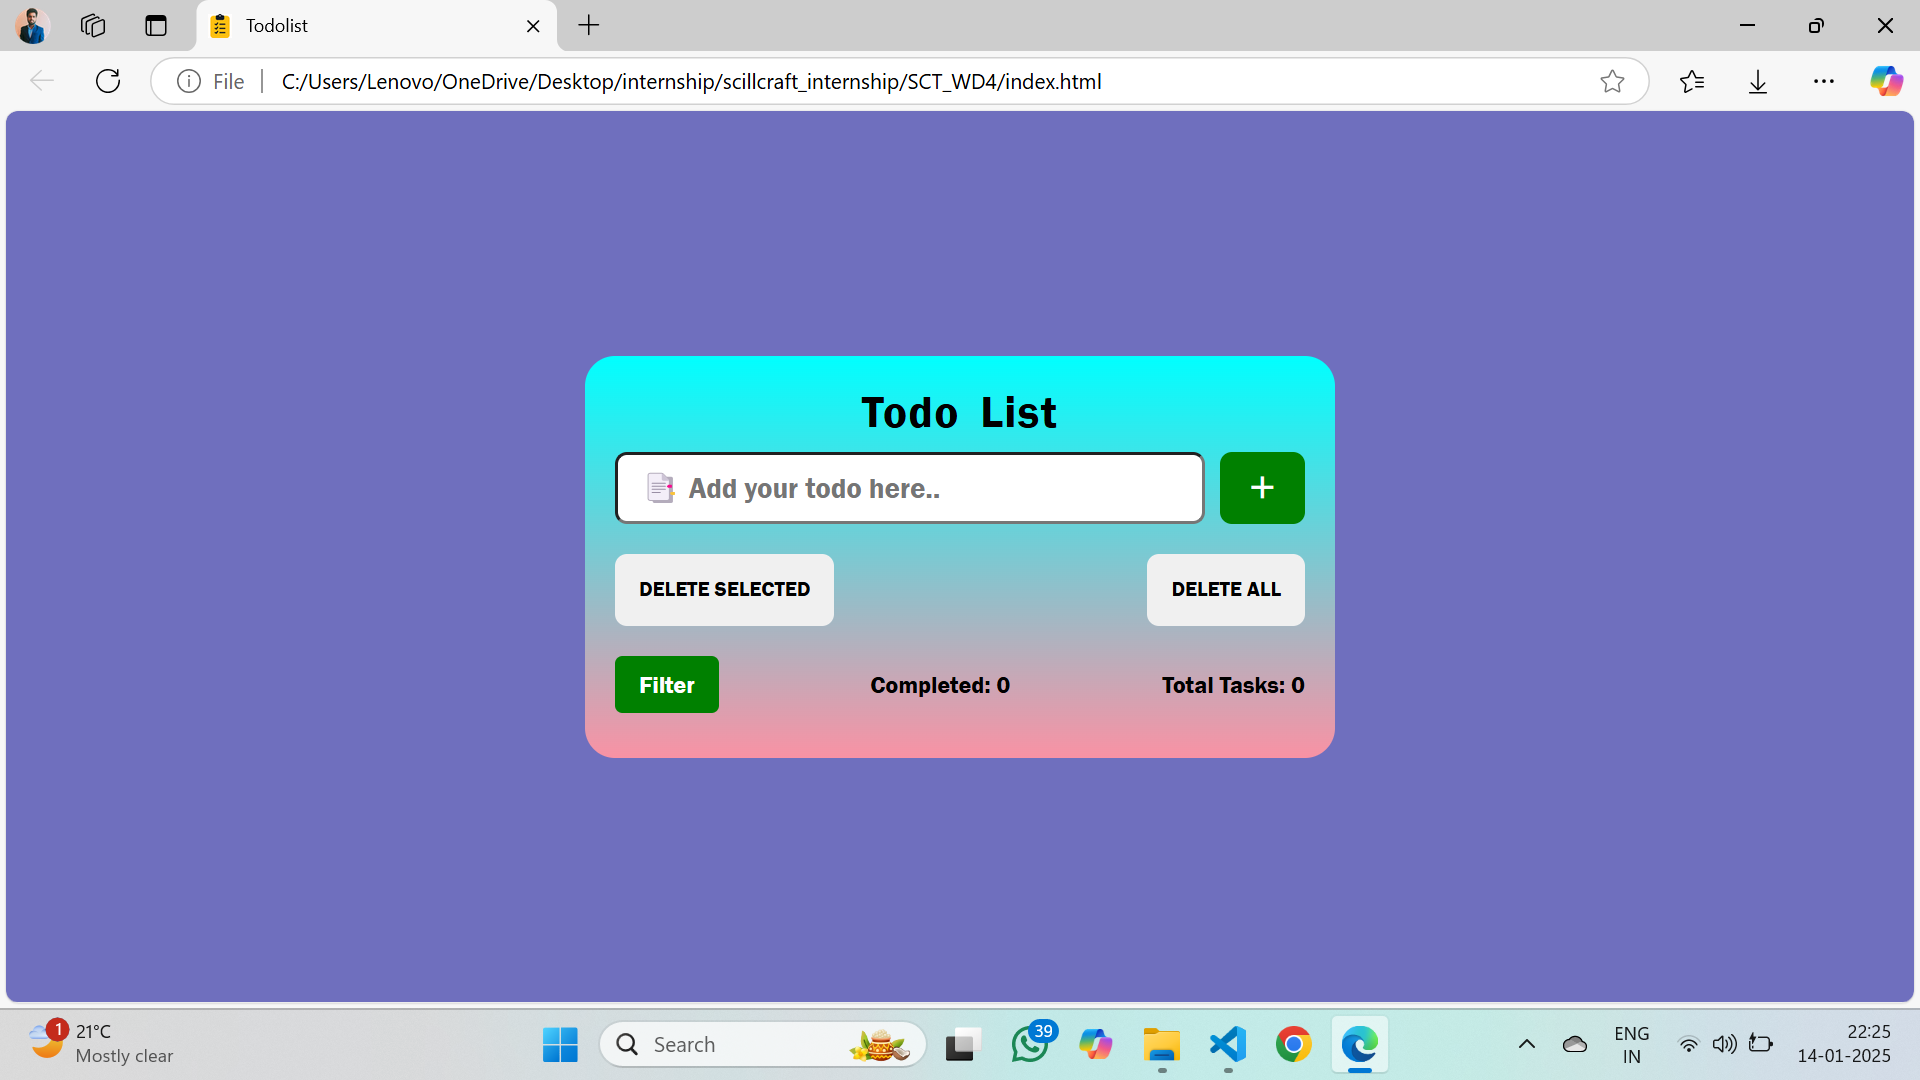 Todolist
File
C:/Users/Lenovo/OneDrive/Desktop/internship/scillcraft_internship/SCT_WD4/index.html
Todo List
Add your todo here..
+
DELETE SELECTED
DELETE ALL
Filter
Completed: 0
Total Tasks: 0
1
21°C
Mostly clear
Search
39
ENG
IN
22:25
14-01-2025